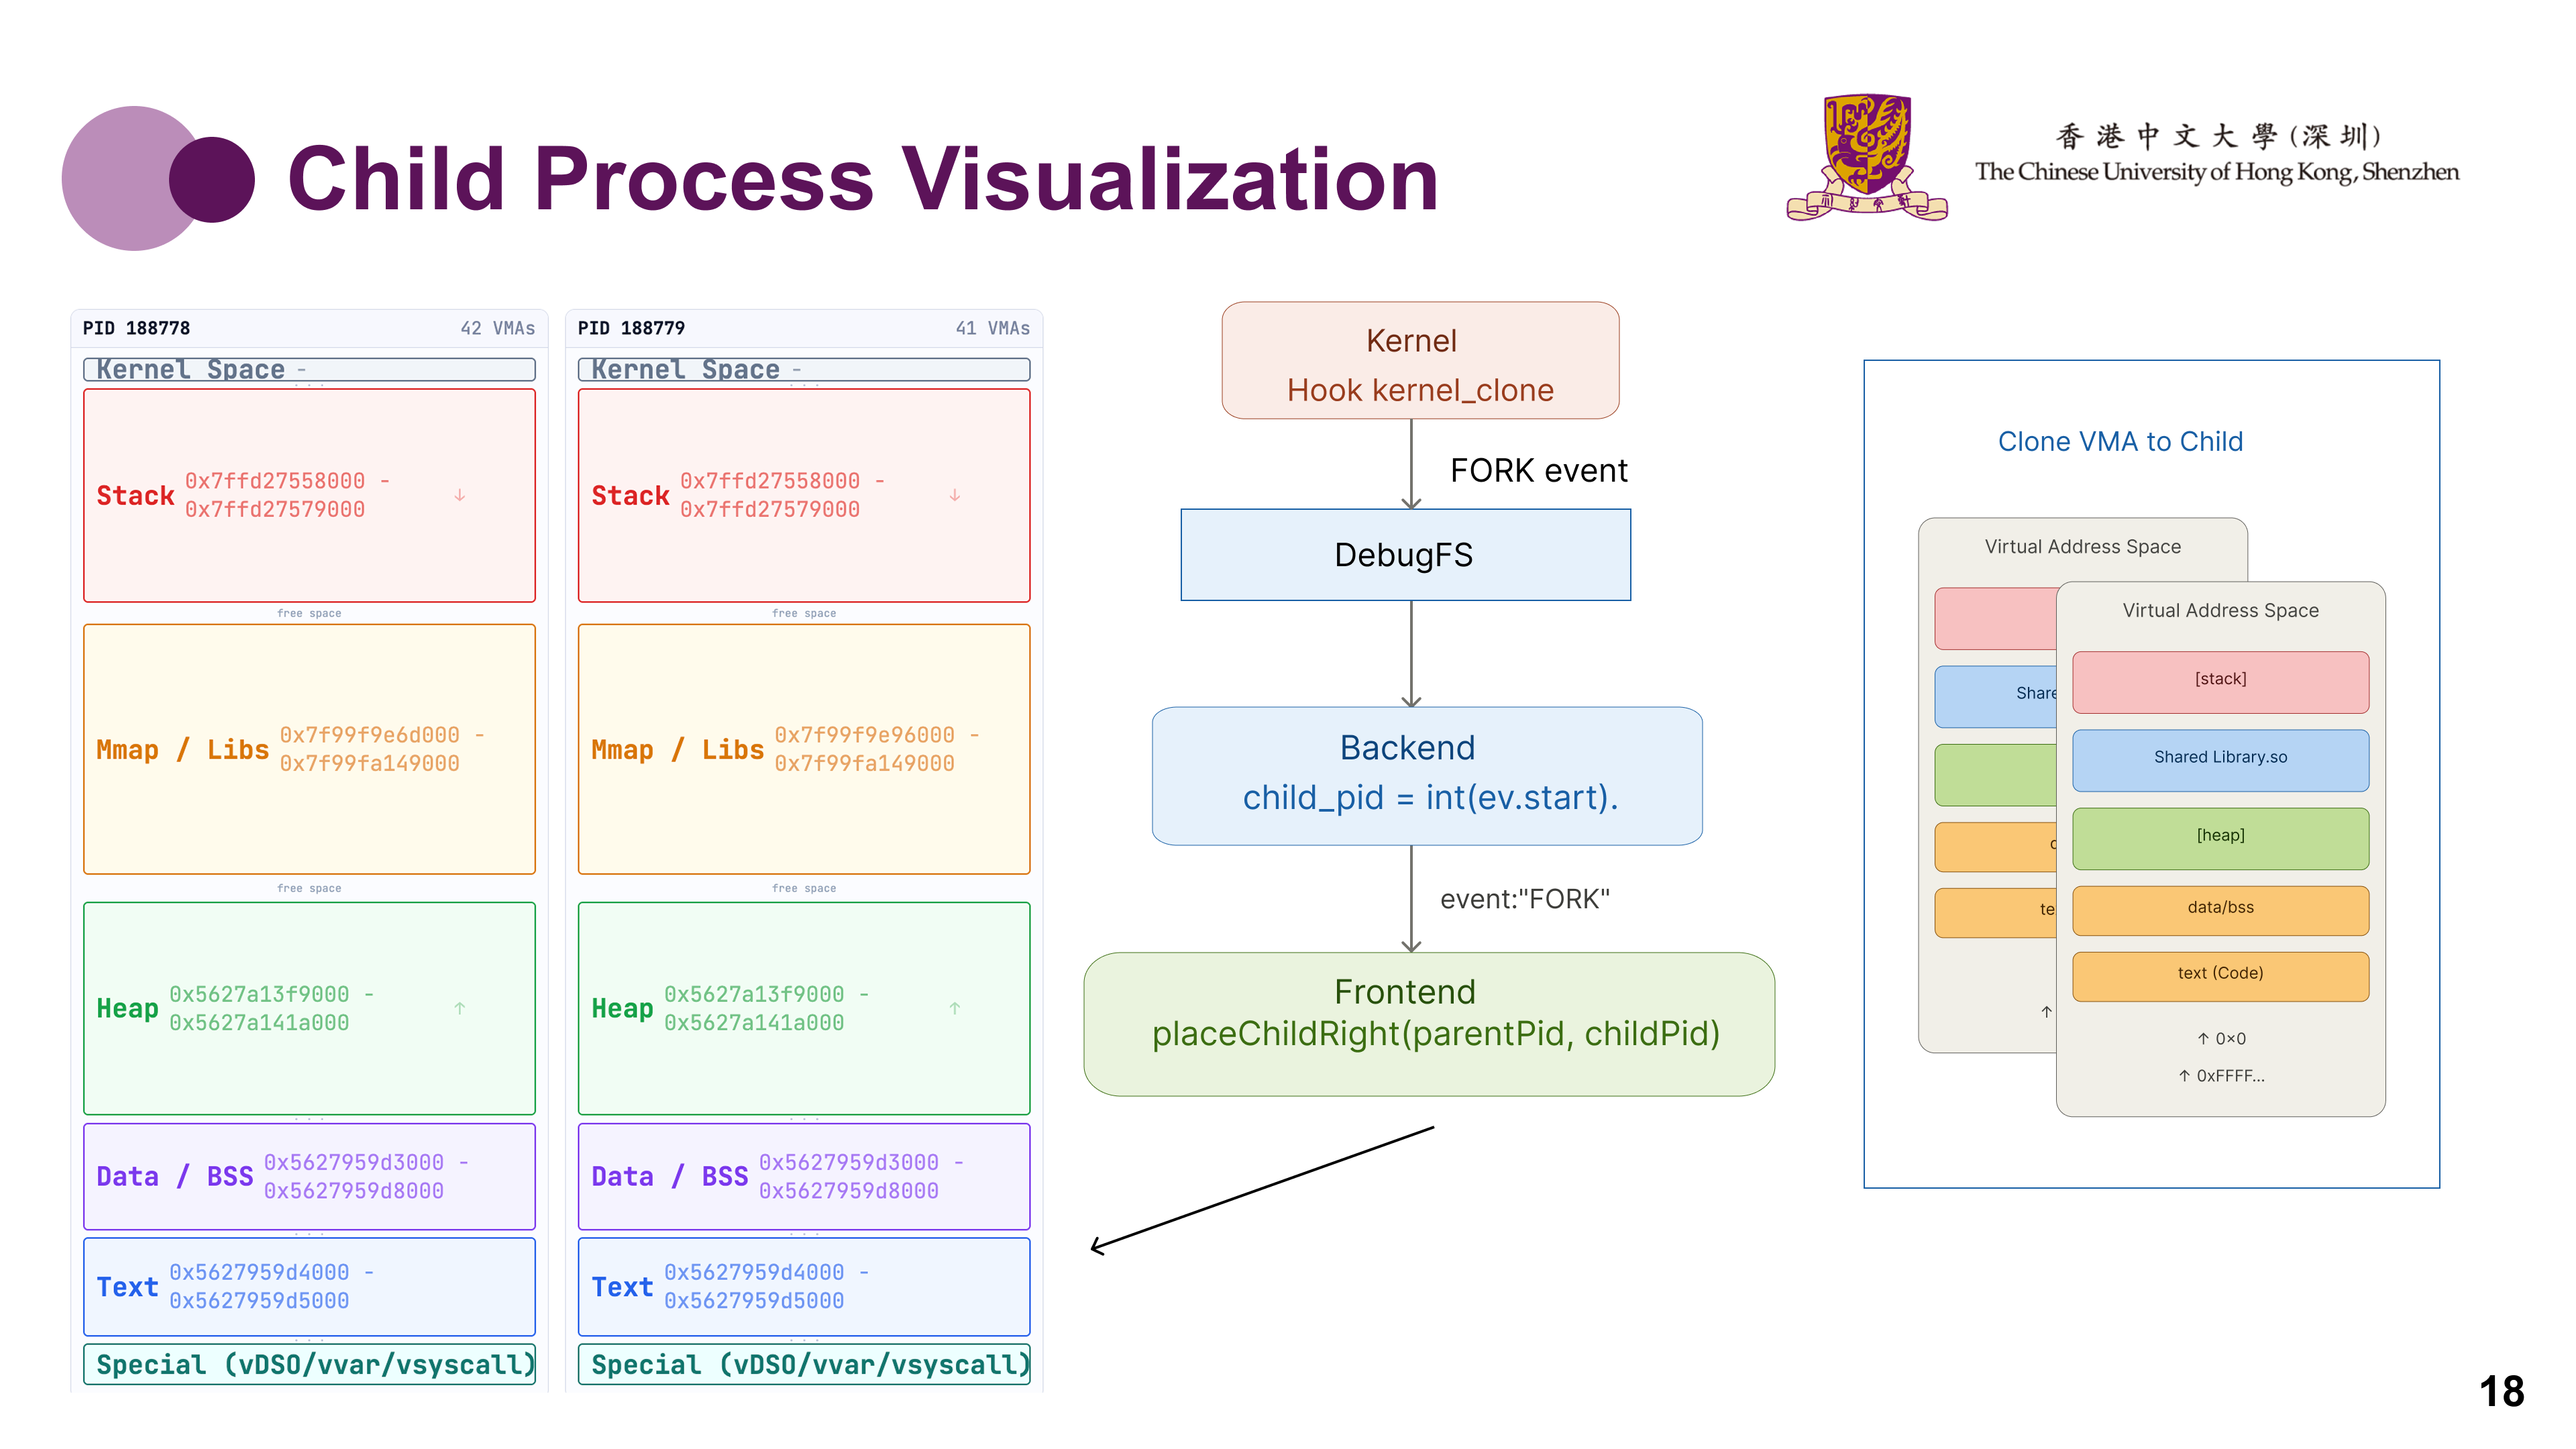 Child Process Visualization
香港中文大學(深圳)
The Chinese University of Hong Kong, Shenzhen
PID 188778 42 VMAs
Kernel Space -
Stack 0x7ffd27558000 -
0x7ffd27579000 ↓
free space
Mmap / Libs 0x7f99f9e6d000 -
0x7f99fa149000
free space
Heap 0x5627a13f9000 -
0x5627a141a000 ↑
Data / BSS 0x5627959d3000 -
0x5627959d8000
Text 0x5627959d4000 -
0x5627959d5000
Special (vDSO/vvar/vsyscall)
PID 188779 41 VMAs
Kernel Space -
Stack 0x7ffd27558000 -
0x7ffd27579000 ↓
free space
Mmap / Libs 0x7f99f9e96000 -
0x7f99fa149000
free space
Heap 0x5627a13f9000 -
0x5627a141a000 ↑
Data / BSS 0x5627959d3000 -
0x5627959d8000
Text 0x5627959d4000 -
0x5627959d5000
Special (vDSO/vvar/vsyscall)
Kernel
Hook kernel_clone
FORK event
DebugFS
Backend
child_pid = int(ev.start).
event:"FORK"
Frontend
placeChildRight(parentPid, childPid)
Clone VMA to Child
Virtual Address Space
Share
te
↑
Virtual Address Space
[stack]
Shared Library.so
[heap]
data/bss
text (Code)
↑ 0×0
↑ 0xFFFF...
18